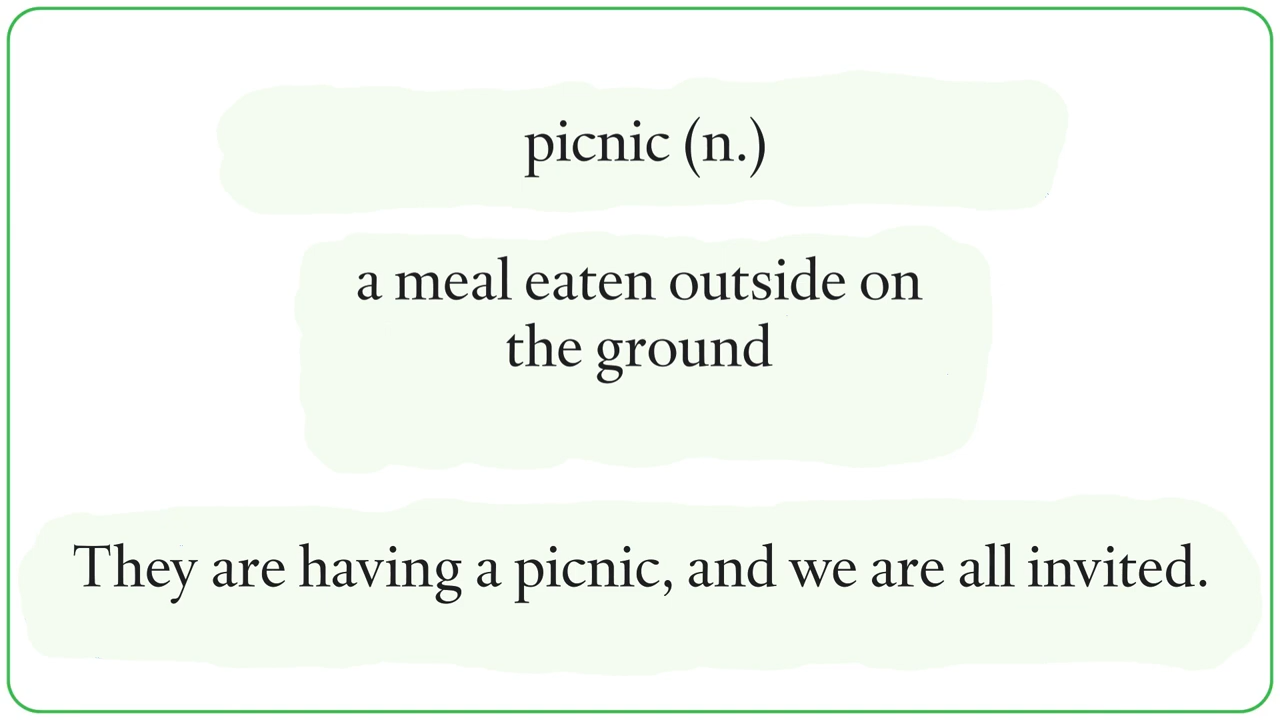 picnic (n.)
a meal eaten outside on
the ground
They are having a picnic, and we are all invited.